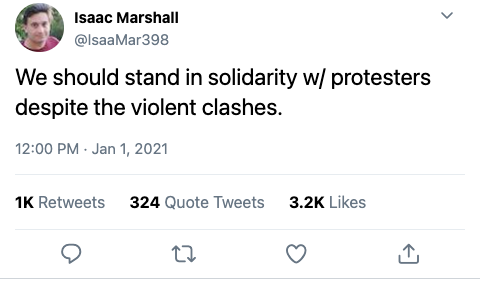 Isaac Marshall
@IsaaMar398
We should stand in solidarity w/ protesters
despite the violent clashes.
12:00 PM · Jan 1, 2021
1K Retweets 324 Quote Tweets 3.2K Likes